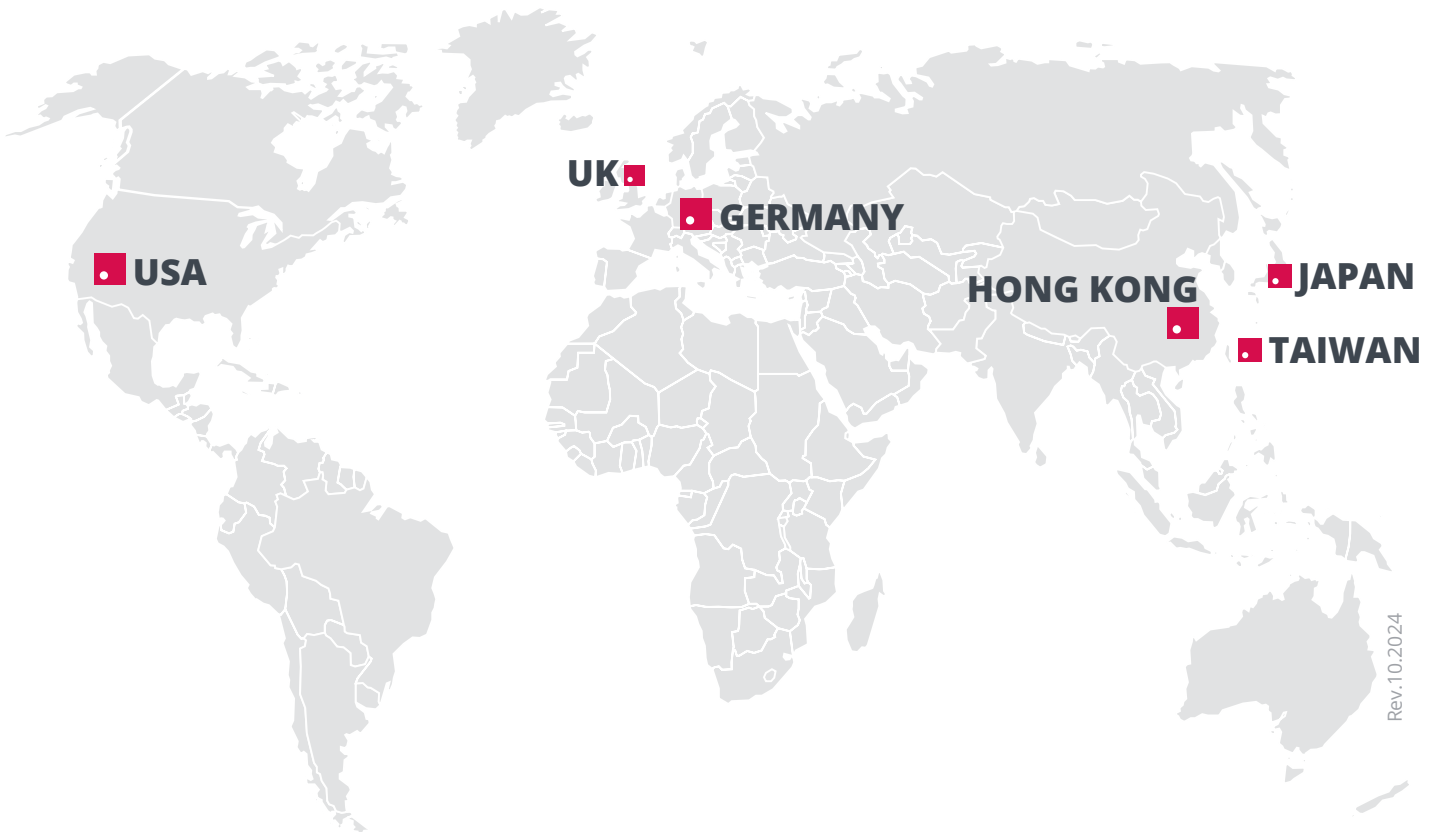 UK
GERMANY
USA
HONG KONG
JAPAN
TAIWAN
Rev.10.2024